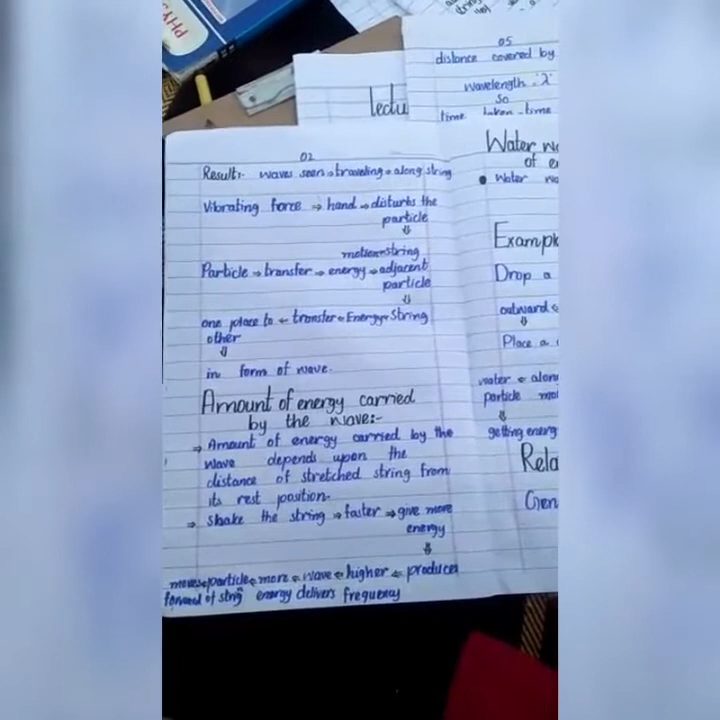 PHY
05
distance covered by
wavelength 'λ'
so
time taken - time
lectu
02
Result:- waves seen → traveling → along string
Vibrating force ⇒ hand → disturbs the
particle
⇓
motion → string
Particle → transfer → energy → adjacent
particle
⇓
one place to ← transfer ← Energy ← string
other
⇓
in form of wave.
Amount of energy carried
by the wave:-
⇒ Amount of energy carried by the
wave depends upon the
distance of stretched string from
its rest position.
⇒ Shake the string → faster → give more
energy
⇓
moves ← particle ← more ← wave ← higher ← produces
forward of string energy delivers frequency
Water w
of e
• Water
Exampl
Drop a
outward
⇓
Place a
water ← along
particle
⇓
getting energ
Rela
Gen